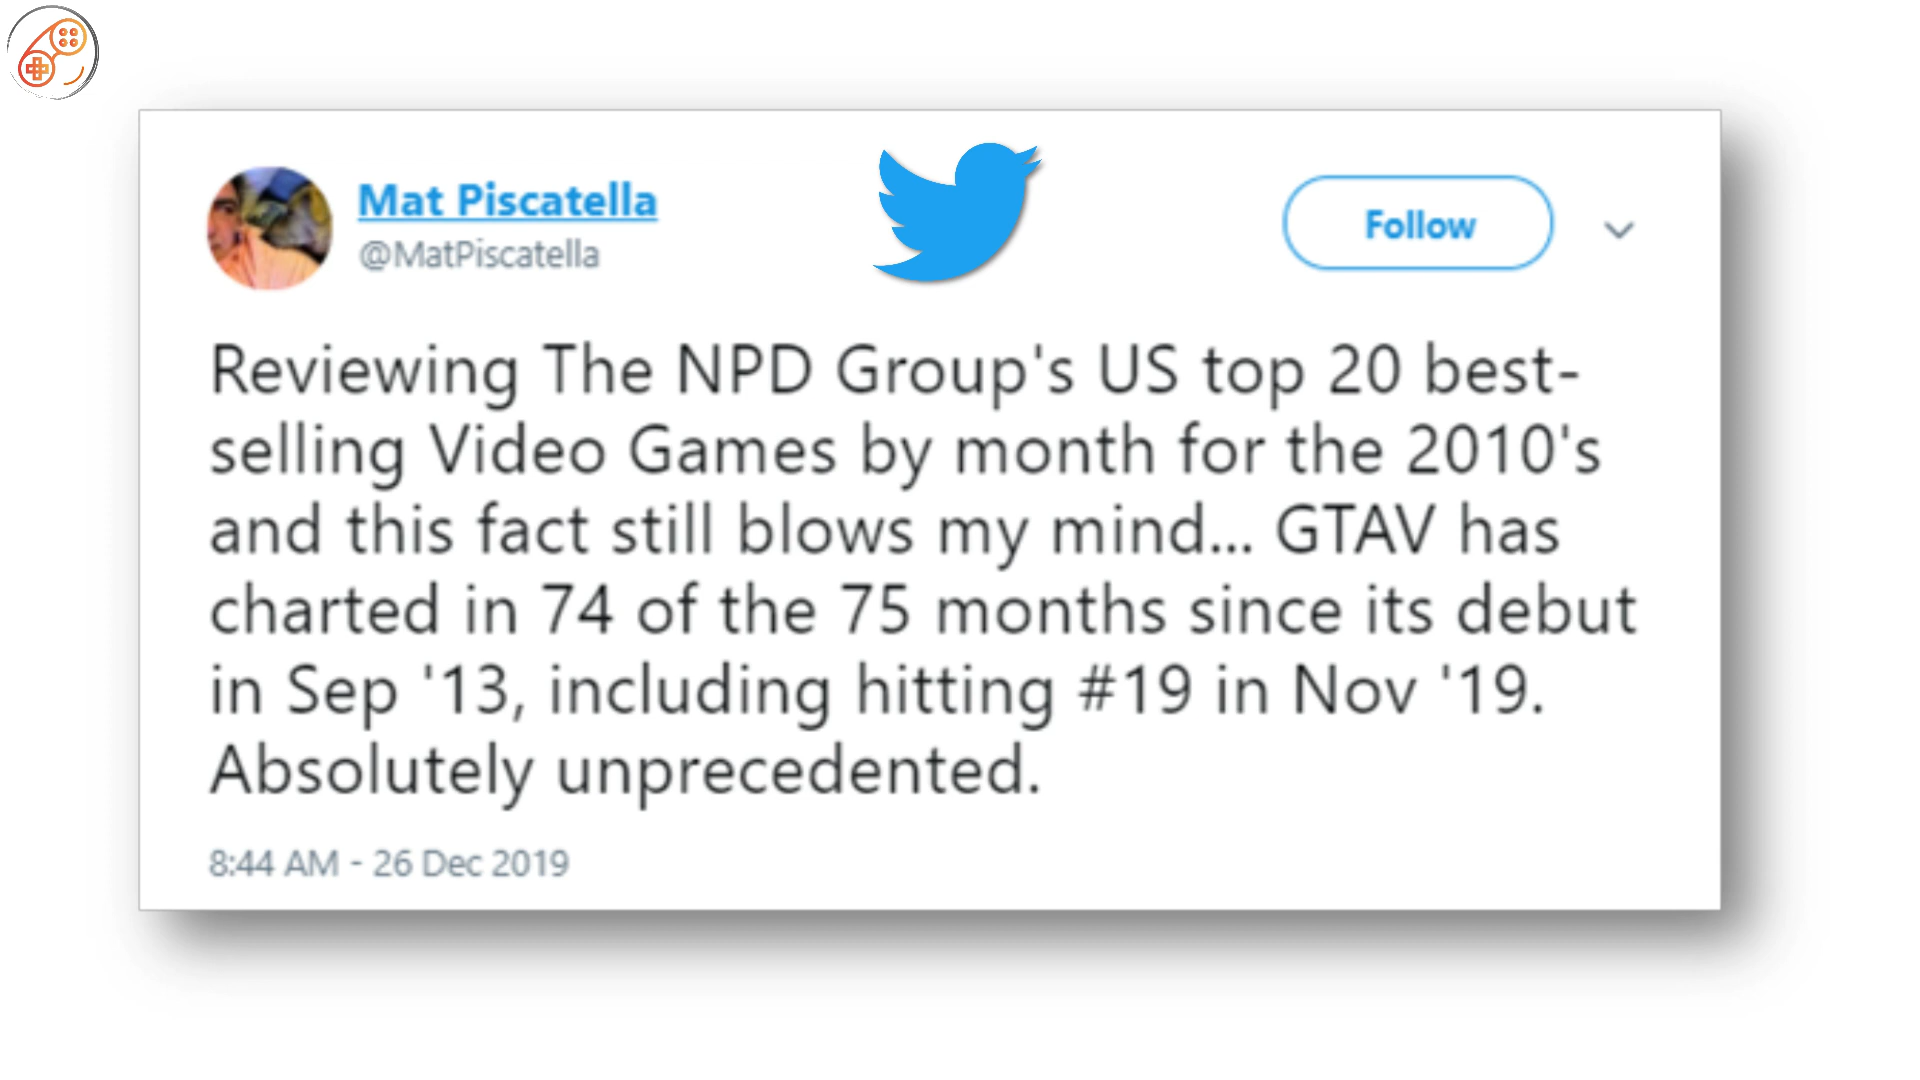 Mat Piscatella
@MatPiscatella
Follow
Reviewing The NPD Group's US top 20 best-
selling Video Games by month for the 2010's
and this fact still blows my mind... GTAV has
charted in 74 of the 75 months since its debut
in Sep '13, including hitting #19 in Nov '19.
Absolutely unprecedented.
8:44 AM - 26 Dec 2019